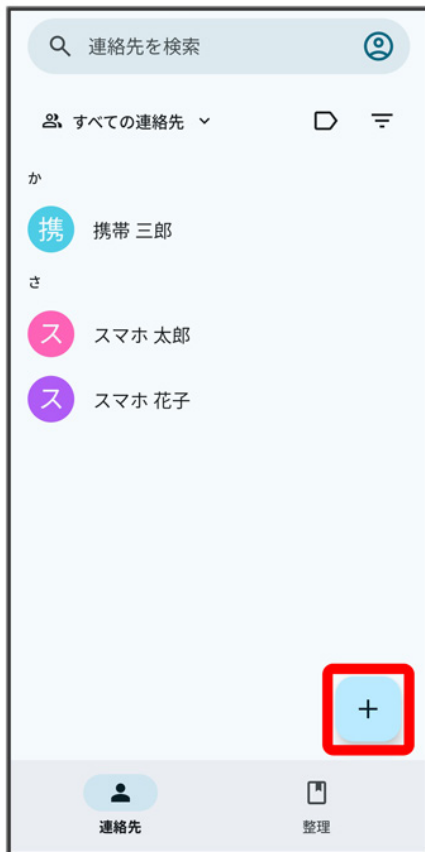 連絡先を検索
すべての連絡先
か
携 携帯 三郎
さ
ス スマホ 太郎
ス スマホ 花子
+
連絡先 整理